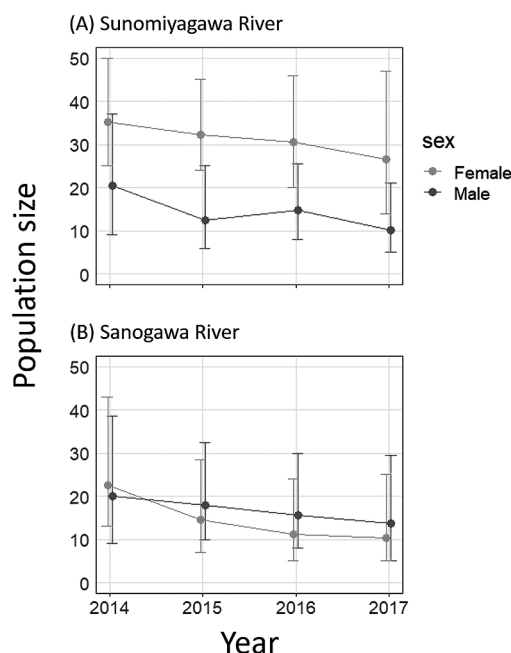 (A) Sunomiyagawa River
50
40
30
20
10
0
sex
Female
Male
Population size
(B) Sanogawa River
50
40
30
20
10
0
2014 2015 2016 2017
Year